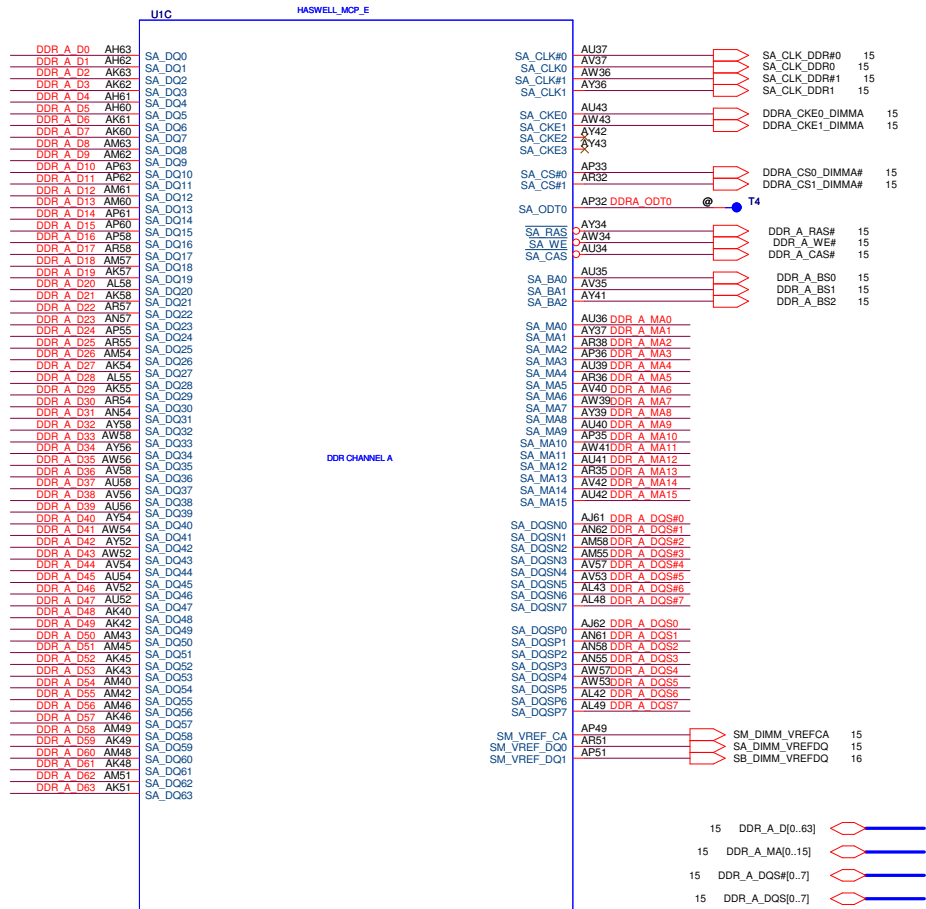 HASWELL_MCP_E
U1C
DDR_A_D0 AH63 SA_DQ0
DDR_A_D1 AH62 SA_DQ1
DDR_A_D2 AK63 SA_DQ2
DDR_A_D3 AK62 SA_DQ3
DDR_A_D4 AH61 SA_DQ4
DDR_A_D5 AH60 SA_DQ5
DDR_A_D6 AK61 SA_DQ6
DDR_A_D7 AK60 SA_DQ7
DDR_A_D8 AM63 SA_DQ8
DDR_A_D9 AM62 SA_DQ9
DDR_A_D10 AP63 SA_DQ10
DDR_A_D11 AP62 SA_DQ11
DDR_A_D12 AM61 SA_DQ12
DDR_A_D13 AM60 SA_DQ13
DDR_A_D14 AP61 SA_DQ14
DDR_A_D15 AP60 SA_DQ15
DDR_A_D16 AP58 SA_DQ16
DDR_A_D17 AR58 SA_DQ17
DDR_A_D18 AM57 SA_DQ18
DDR_A_D19 AK57 SA_DQ19
DDR_A_D20 AL58 SA_DQ20
DDR_A_D21 AK58 SA_DQ21
DDR_A_D22 AR57 SA_DQ22
DDR_A_D23 AN57 SA_DQ23
DDR_A_D24 AP55 SA_DQ24
DDR_A_D25 AR55 SA_DQ25
DDR_A_D26 AM54 SA_DQ26
DDR_A_D27 AK54 SA_DQ27
DDR_A_D28 AL55 SA_DQ28
DDR_A_D29 AK55 SA_DQ29
DDR_A_D30 AR54 SA_DQ30
DDR_A_D31 AN54 SA_DQ31
DDR_A_D32 AY58 SA_DQ32
DDR_A_D33 AW58 SA_DQ33
DDR_A_D34 AY56 SA_DQ34
DDR_A_D35 AW56 SA_DQ35
DDR_A_D36 AV58 SA_DQ36
DDR_A_D37 AU58 SA_DQ37
DDR_A_D38 AV56 SA_DQ38
DDR_A_D39 AU56 SA_DQ39
DDR_A_D40 AY54 SA_DQ40
DDR_A_D41 AW54 SA_DQ41
DDR_A_D42 AY52 SA_DQ42
DDR_A_D43 AW52 SA_DQ43
DDR_A_D44 AV54 SA_DQ44
DDR_A_D45 AU54 SA_DQ45
DDR_A_D46 AV52 SA_DQ46
DDR_A_D47 AU52 SA_DQ47
DDR_A_D48 AK40 SA_DQ48
DDR_A_D49 AK42 SA_DQ49
DDR_A_D50 AM43 SA_DQ50
DDR_A_D51 AM45 SA_DQ51
DDR_A_D52 AK45 SA_DQ52
DDR_A_D53 AK43 SA_DQ53
DDR_A_D54 AM40 SA_DQ54
DDR_A_D55 AM42 SA_DQ55
DDR_A_D56 AM46 SA_DQ56
DDR_A_D57 AK46 SA_DQ57
DDR_A_D58 AM49 SA_DQ58
DDR_A_D59 AK49 SA_DQ59
DDR_A_D60 AM48 SA_DQ60
DDR_A_D61 AK48 SA_DQ61
DDR_A_D62 AM51 SA_DQ62
DDR_A_D63 AK51 SA_DQ63
DDR CHANNEL A
SA_CLK#0 AU37 SA_CLK_DDR#0 15
SA_CLK0 AV37 SA_CLK_DDR0 15
SA_CLK#1 AW36 SA_CLK_DDR#1 15
SA_CLK1 AY36 SA_CLK_DDR1 15
SA_CKE0 AU43 DDRA_CKE0_DIMMA 15
SA_CKE1 AW43 DDRA_CKE1_DIMMA 15
SA_CKE2 AY42
SA_CKE3 AY43
SA_CS#0 AP33 DDRA_CS0_DIMMA# 15
SA_CS#1 AR32 DDRA_CS1_DIMMA# 15
SA_ODT0 AP32 DDRA_ODT0 @ T4
SA_RAS AY34 DDR_A_RAS# 15
SA_WE AW34 DDR_A_WE# 15
SA_CAS AU34 DDR_A_CAS# 15
SA_BA0 AU35 DDR_A_BS0 15
SA_BA1 AV35 DDR_A_BS1 15
SA_BA2 AY41 DDR_A_BS2 15
SA_MA0 AU36 DDR_A_MA0
SA_MA1 AY37 DDR_A_MA1
SA_MA2 AR38 DDR_A_MA2
SA_MA3 AP36 DDR_A_MA3
SA_MA4 AU39 DDR_A_MA4
SA_MA5 AR36 DDR_A_MA5
SA_MA6 AV40 DDR_A_MA6
SA_MA7 AW39 DDR_A_MA7
SA_MA8 AY39 DDR_A_MA8
SA_MA9 AU40 DDR_A_MA9
SA_MA10 AP35 DDR_A_MA10
SA_MA11 AW41 DDR_A_MA11
SA_MA12 AU41 DDR_A_MA12
SA_MA13 AR35 DDR_A_MA13
SA_MA14 AV42 DDR_A_MA14
SA_MA15 AU42 DDR_A_MA15
SA_DQSN0 AJ61 DDR_A_DQS#0
SA_DQSN1 AN62 DDR_A_DQS#1
SA_DQSN2 AM58 DDR_A_DQS#2
SA_DQSN3 AM55 DDR_A_DQS#3
SA_DQSN4 AV57 DDR_A_DQS#4
SA_DQSN5 AV53 DDR_A_DQS#5
SA_DQSN6 AL43 DDR_A_DQS#6
SA_DQSN7 AL48 DDR_A_DQS#7
SA_DQSP0 AJ62 DDR_A_DQS0
SA_DQSP1 AN61 DDR_A_DQS1
SA_DQSP2 AN58 DDR_A_DQS2
SA_DQSP3 AN55 DDR_A_DQS3
SA_DQSP4 AW57 DDR_A_DQS4
SA_DQSP5 AW53 DDR_A_DQS5
SA_DQSP6 AL42 DDR_A_DQS6
SA_DQSP7 AL49 DDR_A_DQS7
SM_VREF_CA AP49 SM_DIMM_VREFCA 15
SM_VREF_DQ0 AR51 SA_DIMM_VREFDQ 15
SM_VREF_DQ1 AP51 SB_DIMM_VREFDQ 16
15 DDR_A_D[0..63]
15 DDR_A_MA[0..15]
15 DDR_A_DQS#[0..7]
15 DDR_A_DQS[0..7]